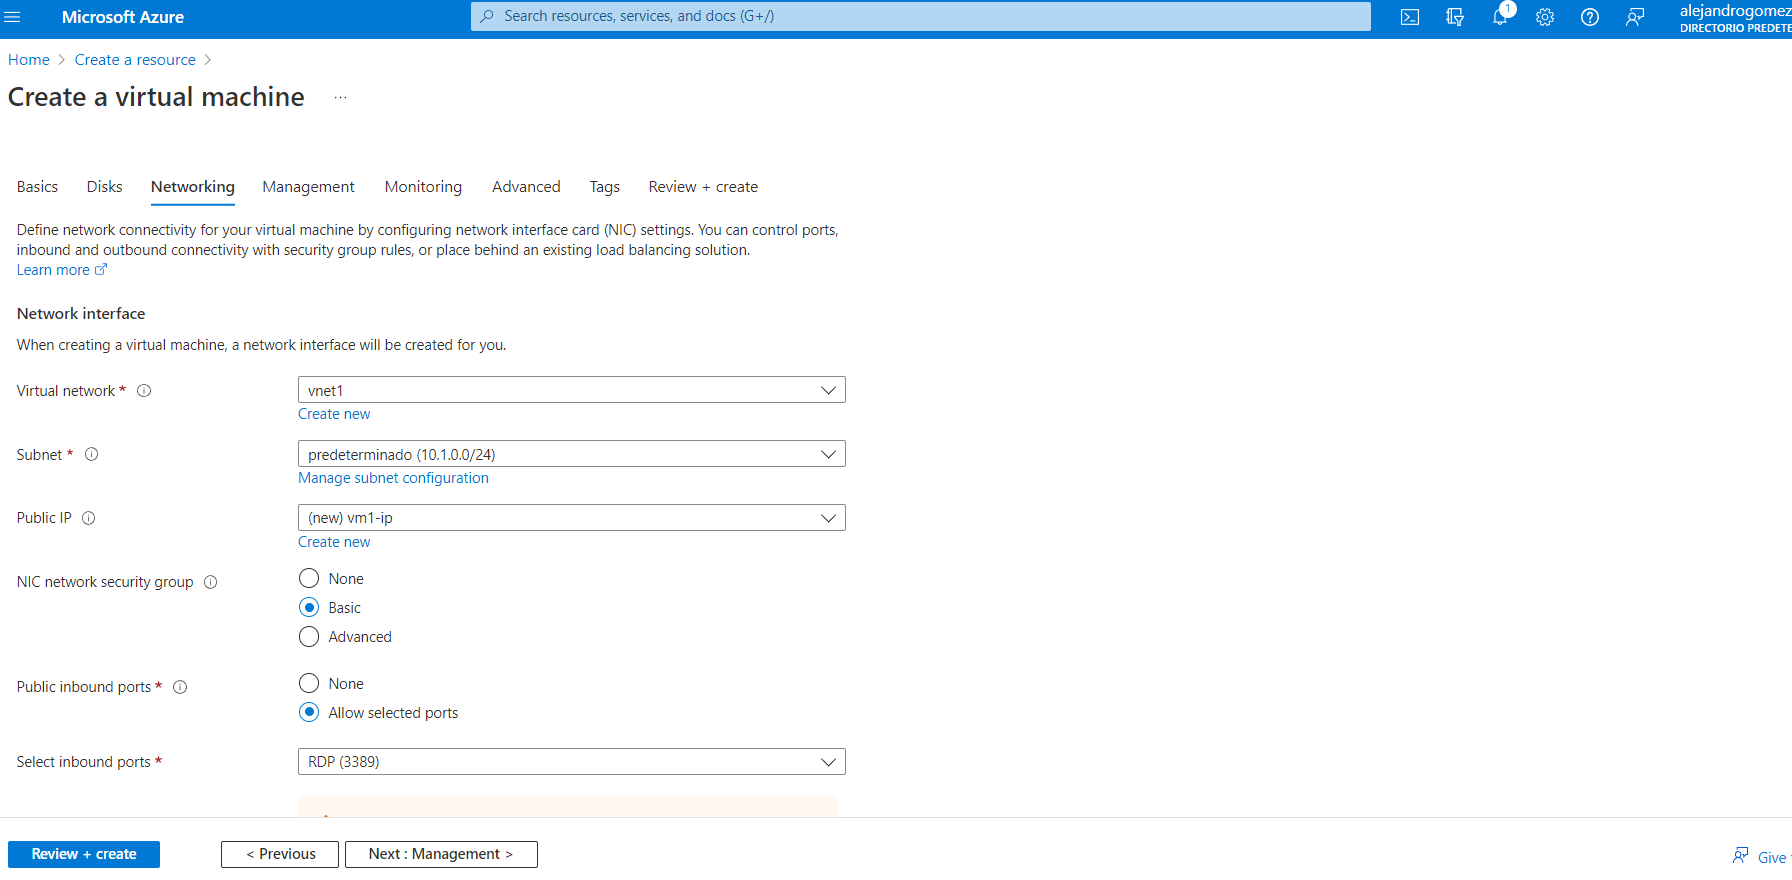 Microsoft Azure
Search resources, services, and docs (G+/)
1
alejandrogomez
DIRECTORIO PREDETE
Home > Create a resource >
Create a virtual machine ...
Basics Disks Networking Management Monitoring Advanced Tags Review + create
Define network connectivity for your virtual machine by configuring network interface card (NIC) settings. You can control ports,
inbound and outbound connectivity with security group rules, or place behind an existing load balancing solution.
Learn more
Network interface
When creating a virtual machine, a network interface will be created for you.
Virtual network *
vnet1
Create new
Subnet *
predeterminado (10.1.0.0/24)
Manage subnet configuration
Public IP
(new) vm1-ip
Create new
NIC network security group
None
Basic
Advanced
Public inbound ports *
None
Allow selected ports
Select inbound ports *
RDP (3389)
Review + create
< Previous
Next : Management >
Give